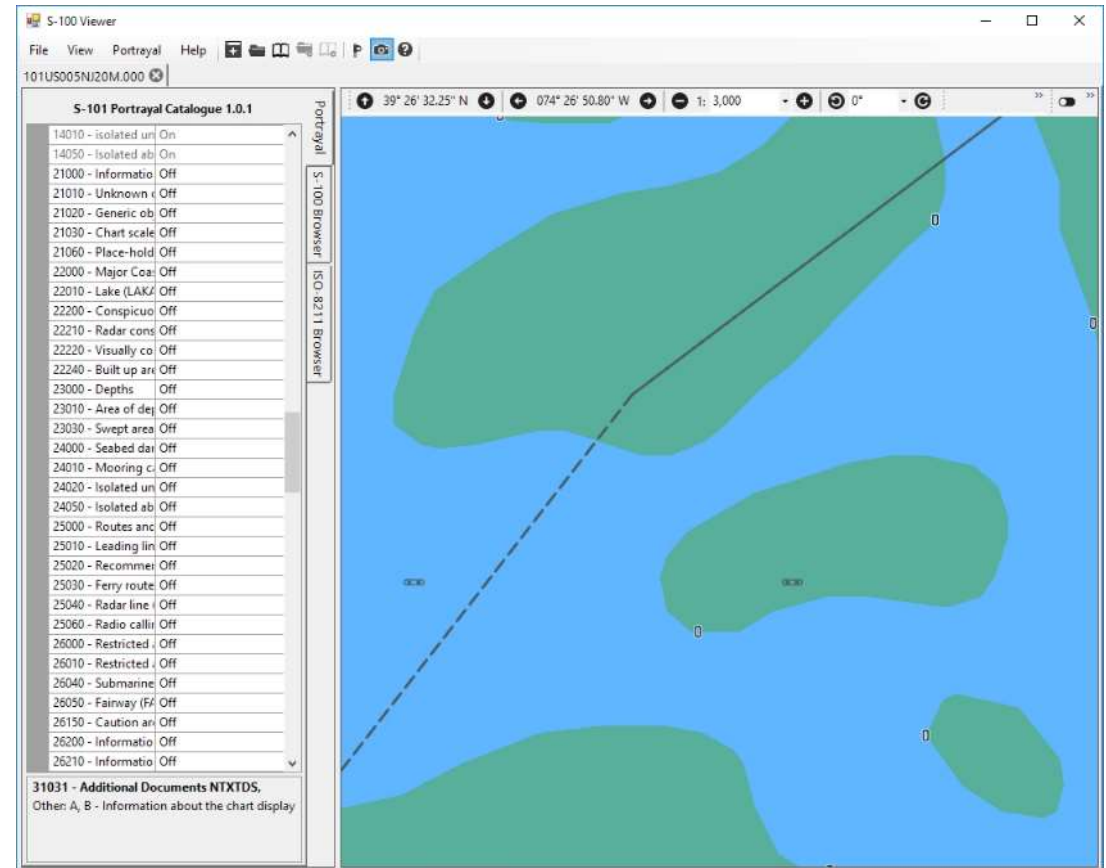 S-100 Viewer
File View Portrayal Help
101US005NJ20M.000
S-101 Portrayal Catalogue 1.0.1
39° 26' 32.25" N 074° 26' 50.80" W 1: 3,000 0°
14010 - isolated un On
14050 - Isolated ab On
21000 - Informatio Off
21010 - Unknown Off
21020 - Generic ob Off
21030 - Chart scale Off
21060 - Place-hold Off
22000 - Major Coa Off
22010 - Lake (LAKA Off
22200 - Conspicuo Off
22210 - Radar cons Off
22220 - Visually co Off
22240 - Built up are Off
23000 - Depths Off
23010 - Area of dep Off
23030 - Swept area Off
24000 - Seabed dan Off
24010 - Mooring ca Off
24020 - Isolated un Off
24050 - Isolated ab Off
25000 - Routes and Off
25010 - Leading lin Off
25020 - Recommen Off
25030 - Ferry route Off
25040 - Radar line Off
25060 - Radio callin Off
26000 - Restricted Off
26010 - Restricted Off
26040 - Submarine Off
26050 - Fairway (FA Off
26150 - Caution are Off
26200 - Informatio Off
26210 - Informatio Off
31031 - Additional Documents NTXTDS,
Other: A, B - Information about the chart display
Portrayal
S-100 Browser
ISO-8211 Browser
0
0
0
0